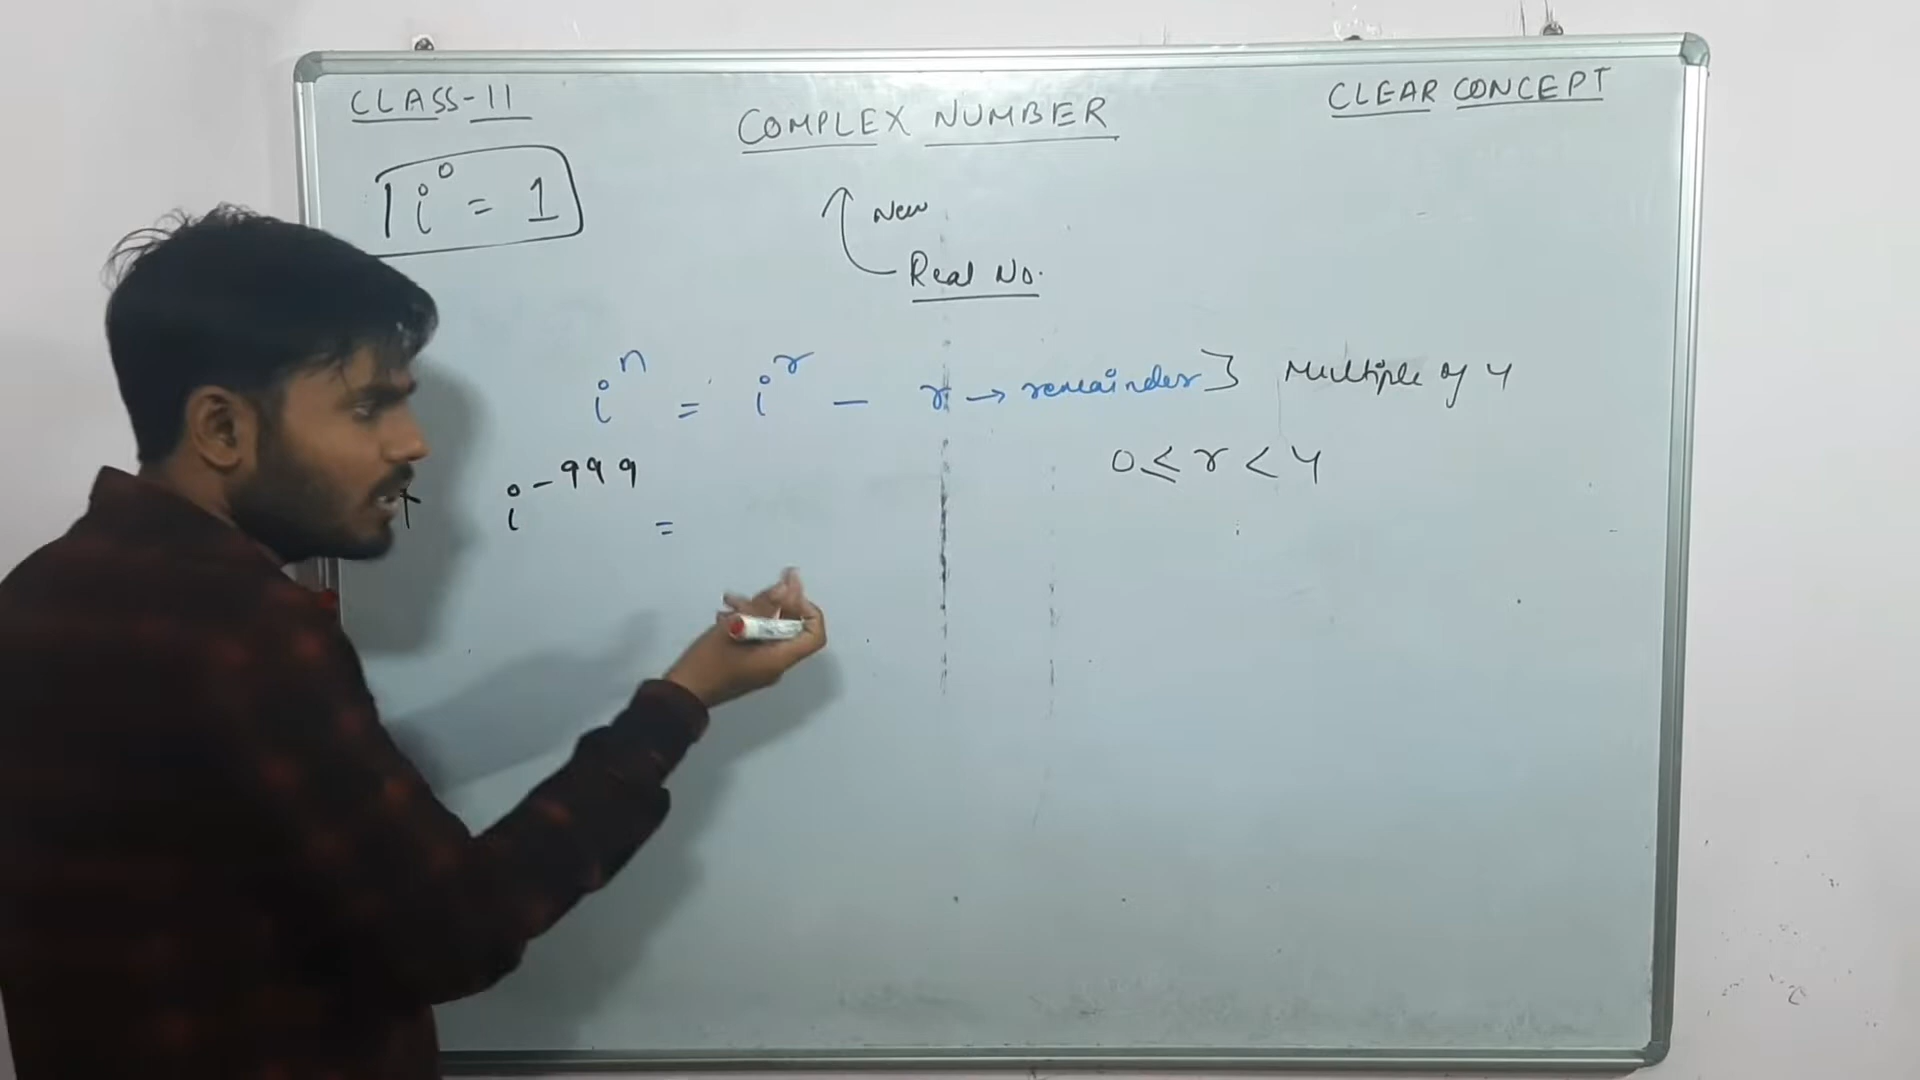 CLASS-11
COMPLEX NUMBER
CLEAR CONCEPT
i⁰ = 1
New
Real No.
iⁿ = iʳ - r → remainder] Multiple of 4
0 ≤ r < 4
i⁻⁹⁹⁹ =